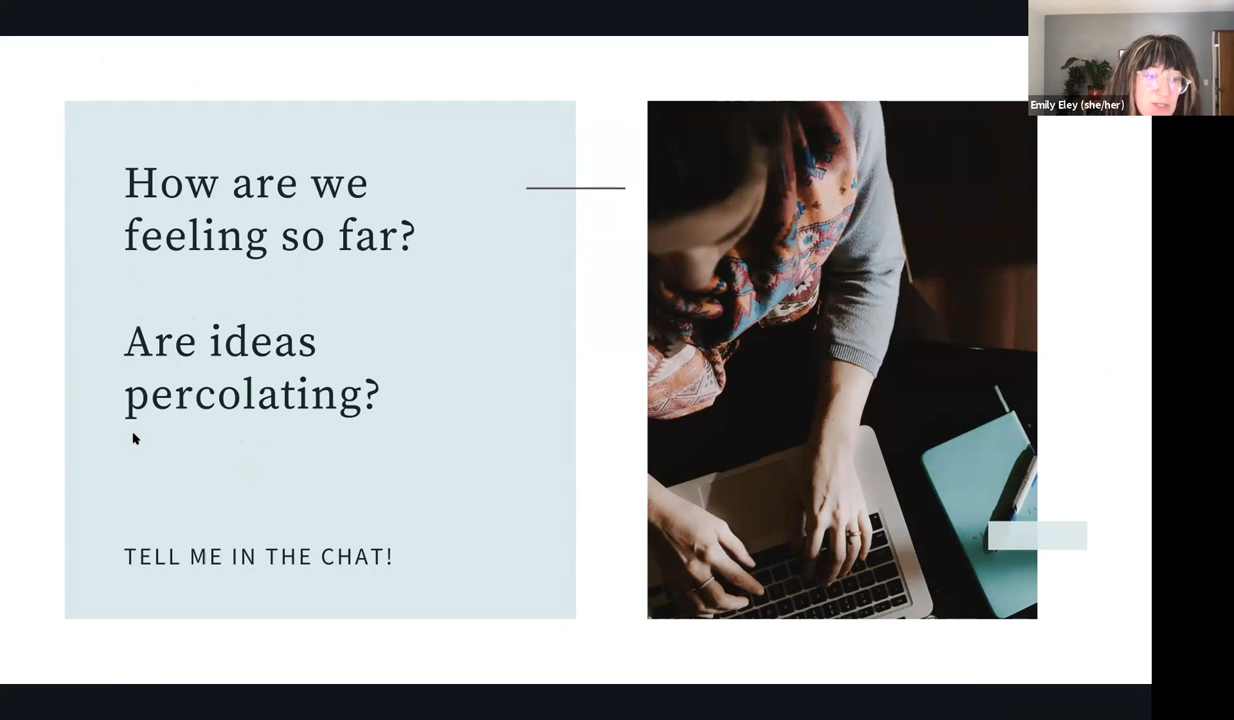 Emily Eley (she/her)
How are we
feeling so far?
Are ideas
percolating?
TELL ME IN THE CHAT!